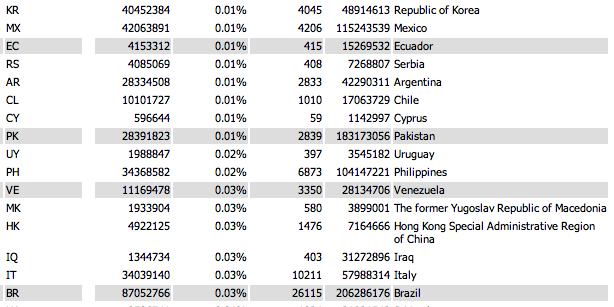 KR 40452384 0.01% 4045 48914613 Republic of Korea
MX 42063891 0.01% 4206 115243539 Mexico
EC 4153312 0.01% 415 15269532 Ecuador
RS 4085069 0.01% 408 7268807 Serbia
AR 28334508 0.01% 2833 42290311 Argentina
CL 10101727 0.01% 1010 17063729 Chile
CY 596644 0.01% 59 1142997 Cyprus
PK 28391823 0.01% 2839 183173056 Pakistan
UY 1988847 0.02% 397 3545182 Uruguay
PH 34368582 0.02% 6873 104147221 Philippines
VE 11169478 0.03% 3350 28134706 Venezuela
MK 1933904 0.03% 580 3899001 The former Yugoslav Republic of Macedonia
HK 4922125 0.03% 1476 7164666 Hong Kong Special Administrative Region
of China
IQ 1344734 0.03% 403 31272896 Iraq
IT 34039140 0.03% 10211 57988314 Italy
BR 87052766 0.03% 26115 206286176 Brazil